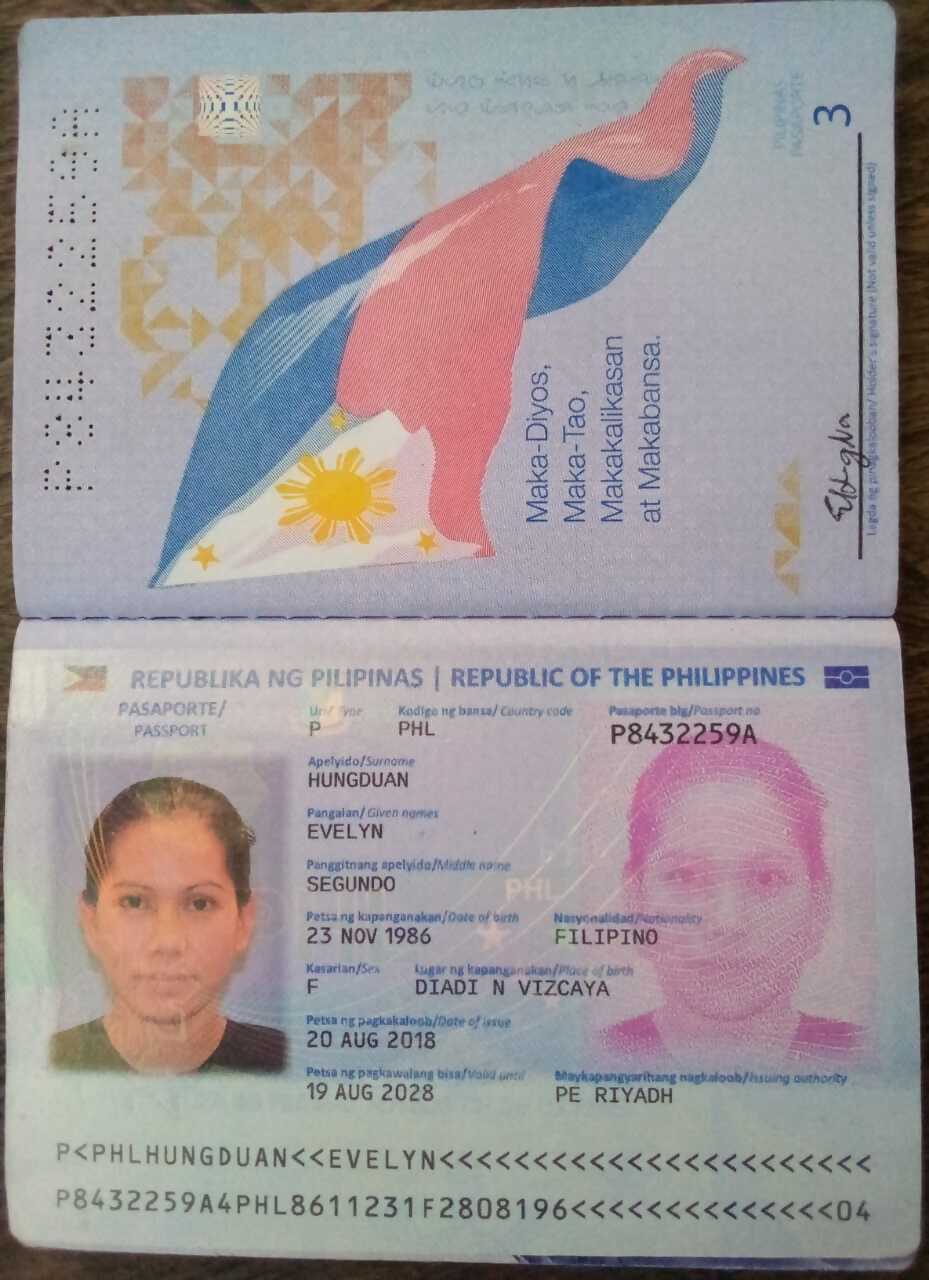 P8432259A
3
PILIPINAS
PASAPORTE
Maka-Diyos,
Maka-Tao,
Makakalikasan
at Makabansa.
Lagda ng pinagkalooban/ Holder's signature (Not valid unless signed)
REPUBLIKA NG PILIPINAS | REPUBLIC OF THE PHILIPPINES
PASAPORTE/
PASSPORT
Uri/ Type
Kodigo ng bansa/ Country code
Pasaporte blg/Passport no
P
PHL
P8432259A
Apelyido/Surname
HUNGDUAN
Pangalan/ Given names
EVELYN
Panggitnang apelyido/Middle name
SEGUNDO
PHL
Petsa ng kapanganakan/Date of birth
Nasyonalidad/Nationality
23 NOV 1986
FILIPINO
Kasarian/Sex
Lugar ng kapanganakan/Place of birth
F
DIADI N VIZCAYA
Petsa ng pagkakaloob/Date of issue
20 AUG 2018
Petsa ng pagkawalang bisa/Valid until
Maykapangyarihang nagkaloob/Issuing authority
19 AUG 2028
PE RIYADH
P<PHLHUNGDUAN<<EVELYN<<<<<<<<<<<<<<<<<<<<<<<
P8432259A4PHL8611231F2808196<<<<<<<<<<<<<<04